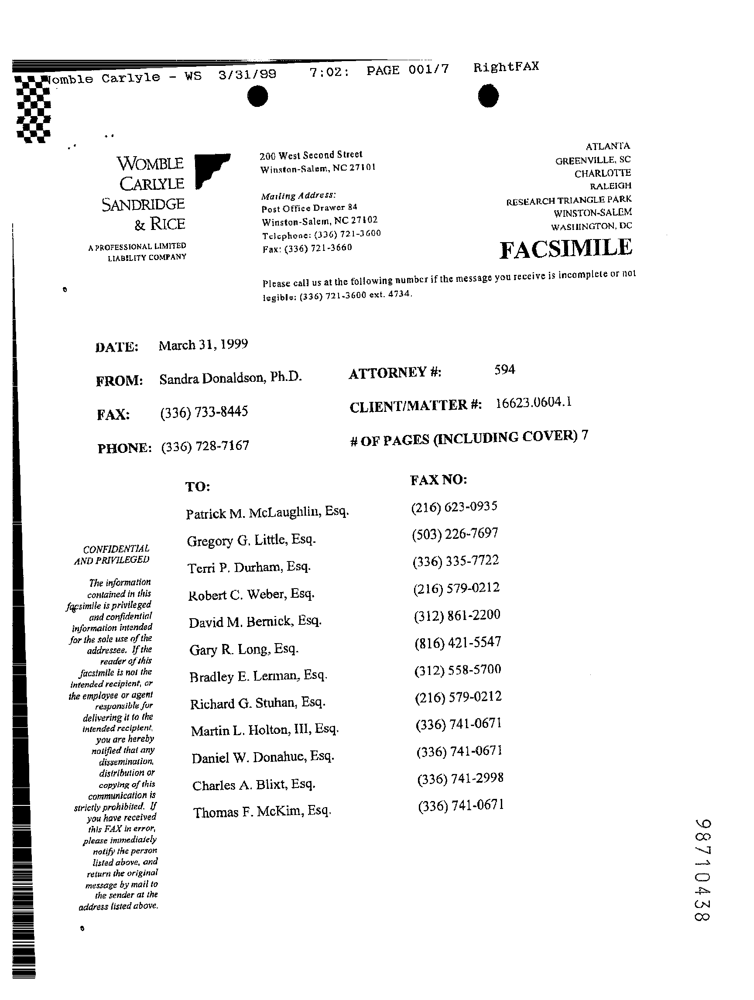 Womble Carlyle - WS 3/31/99 7:02: PAGE 001/7 RightFAX
WOMBLE
CARLYLE
SANDRIDGE
& RICE
A PROFESSIONAL LIMITED
LIABILITY COMPANY
200 West Second Street
Winston-Salem, NC 27101
Mailing Address:
Post Office Drawer 84
Winston-Salem, NC 27102
Telephone: (336) 721-3600
Fax: (336) 721-3660
ATLANTA
GREENVILLE, SC
CHARLOTTE
RALEIGH
RESEARCH TRIANGLE PARK
WINSTON-SALEM
WASHINGTON, DC
FACSIMILE
Please call us at the following number if the message you receive is incomplete or not
legible: (336) 721-3600 ext. 4734.
DATE: March 31, 1999
FROM: Sandra Donaldson, Ph.D. ATTORNEY #: 594
FAX: (336) 733-8445 CLIENT/MATTER #: 16623.0604.1
PHONE: (336) 728-7167 # OF PAGES (INCLUDING COVER) 7
TO: FAX NO:
Patrick M. McLaughlin, Esq. (216) 623-0935
Gregory G. Little, Esq. (503) 226-7697
Terri P. Durham, Esq. (336) 335-7722
Robert C. Weber, Esq. (216) 579-0212
David M. Bernick, Esq. (312) 861-2200
Gary R. Long, Esq. (816) 421-5547
Bradley E. Lerman, Esq. (312) 558-5700
Richard G. Stuhan, Esq. (216) 579-0212
Martin L. Holton, III, Esq. (336) 741-0671
Daniel W. Donahue, Esq. (336) 741-0671
Charles A. Blixt, Esq. (336) 741-2998
Thomas F. McKim, Esq. (336) 741-0671
CONFIDENTIAL
AND PRIVILEGED
The information
contained in this
facsimile is privileged
and confidential
information intended
for the sole use of the
addressee. If the
reader of this
facsimile is not the
intended recipient, or
the employee or agent
responsible for
delivering it to the
intended recipient,
you are hereby
notified that any
dissemination,
distribution or
copying of this
communication is
strictly prohibited. If
you have received
this FAX in error,
please immediately
notify the person
listed above, and
return the original
message by mail to
the sender at the
address listed above.
98710438